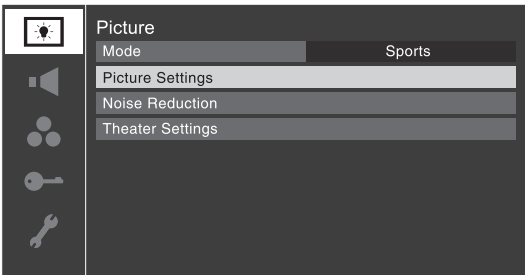 Picture
Mode Sports
Picture Settings
Noise Reduction
Theater Settings